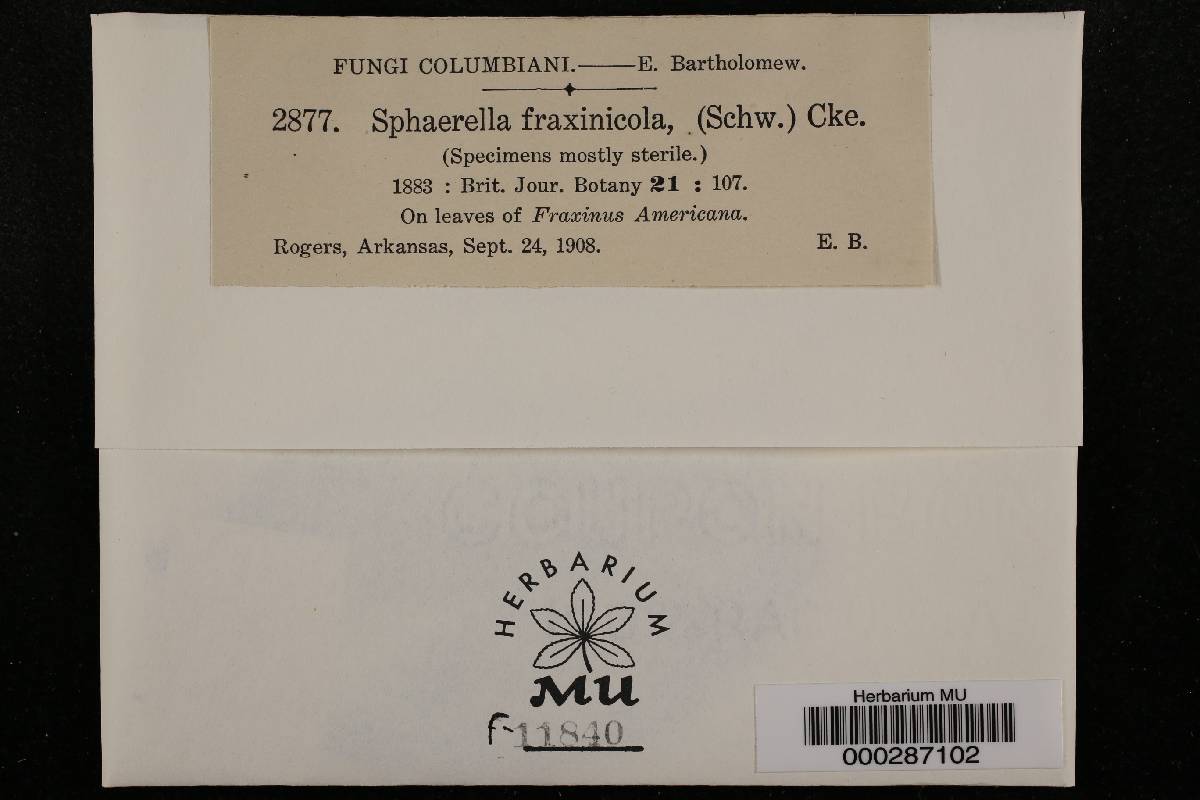 FUNGI COLUMBIANI.——E. Bartholomew.
2877. Sphaerella fraxinicola, (Schw.) Cke.
(Specimens mostly sterile.)
1883 : Brit. Jour. Botany 21 : 107.
On leaves of Fraxinus Americana.
Rogers, Arkansas, Sept. 24, 1908. E. B.
HERBARIUM
MU
f-11840
Herbarium MU
000287102